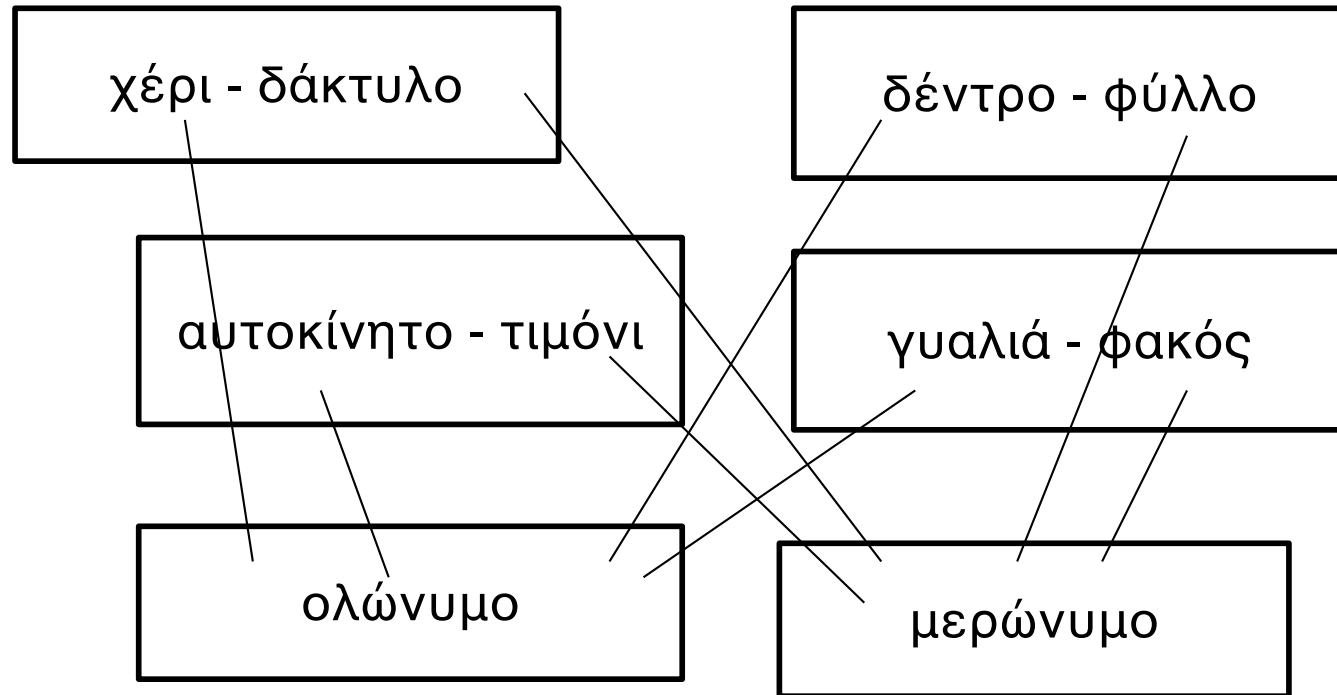 χέρι - δάκτυλο
δέντρο - φύλλο
αυτοκίνητο - τιμόνι
γυαλιά - φακός
ολώνυμο
μερώνυμο